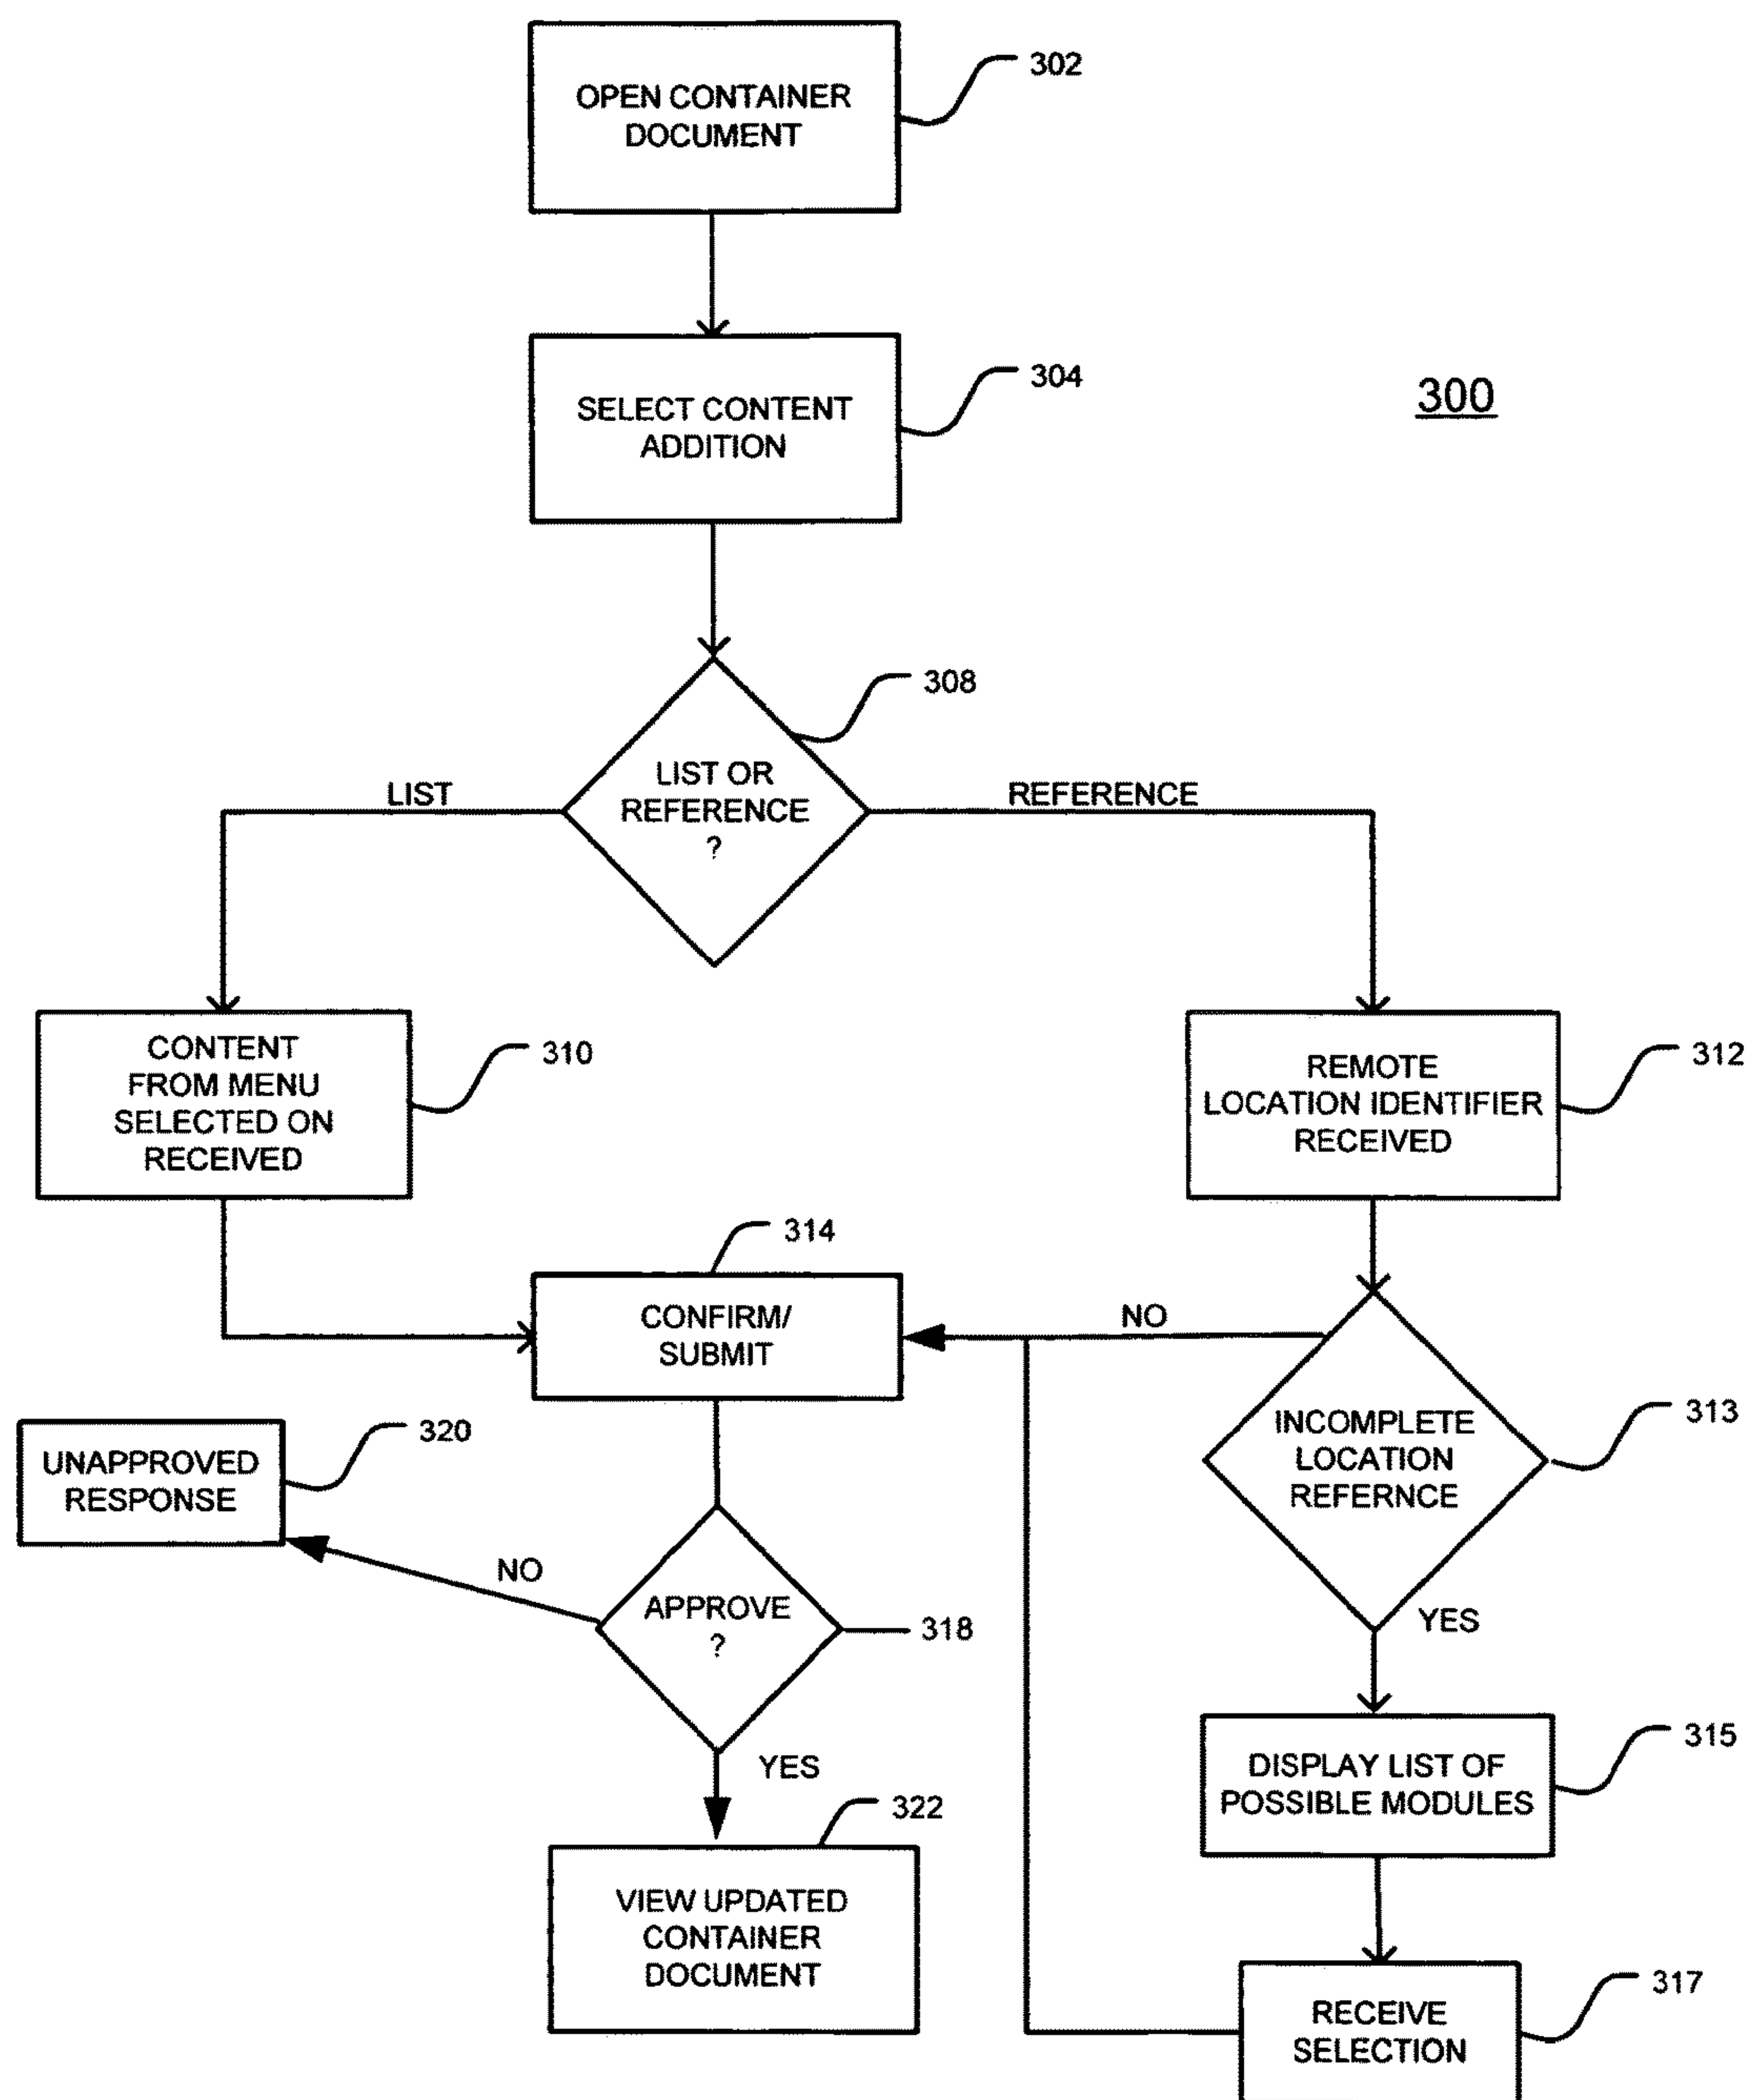 OPEN CONTAINER
DOCUMENT
302
SELECT CONTENT
ADDITION
304
300
308
LIST OR
REFERENCE
?
LIST
REFERENCE
CONTENT
FROM MENU
SELECTED ON
RECEIVED
310
REMOTE
LOCATION IDENTIFIER
RECEIVED
312
314
CONFIRM/
SUBMIT
NO
INCOMPLETE
LOCATION
REFERNCE
313
UNAPPROVED
RESPONSE
320
NO
APPROVE
?
318
YES
YES
DISPLAY LIST OF
POSSIBLE MODULES
315
322
VIEW UPDATED
CONTAINER
DOCUMENT
RECEIVE
SELECTION
317